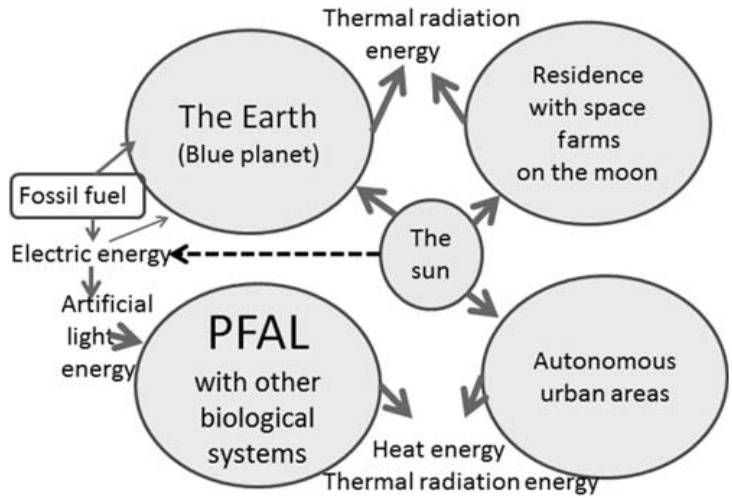 Thermal radiation
energy
The Earth
(Blue planet)
Residence
with space
farms
on the moon
Fossil fuel
Electric energy
The
sun
Artificial
light
energy
PFAL
with other
biological
systems
Autonomous
urban areas
Heat energy
Thermal radiation energy